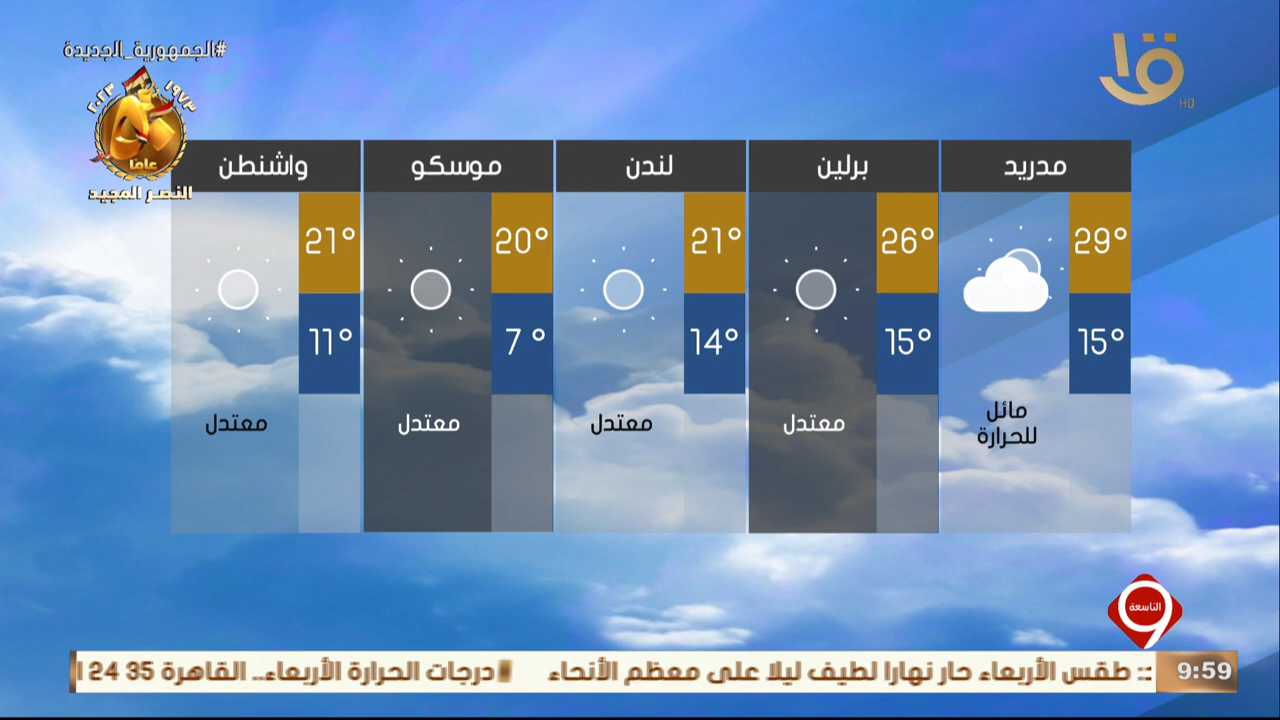 #الجمهورية_الجديدة
١٩٧٣ ٢٠٢٣
٥٠
عاما
النصر المجيد
HD
مدريد
29°
15°
مائل
للحرارة
برلين
26°
15°
معتدل
لندن
21°
14°
معتدل
موسكو
20°
7°
معتدل
واشنطن
21°
11°
معتدل
التاسعة
9
9:59
:: طقس الأربعاء حار نهارا لطيف ليلا على معظم الأنحاء درجات الحرارة الأربعاء.. القاهرة 35 24